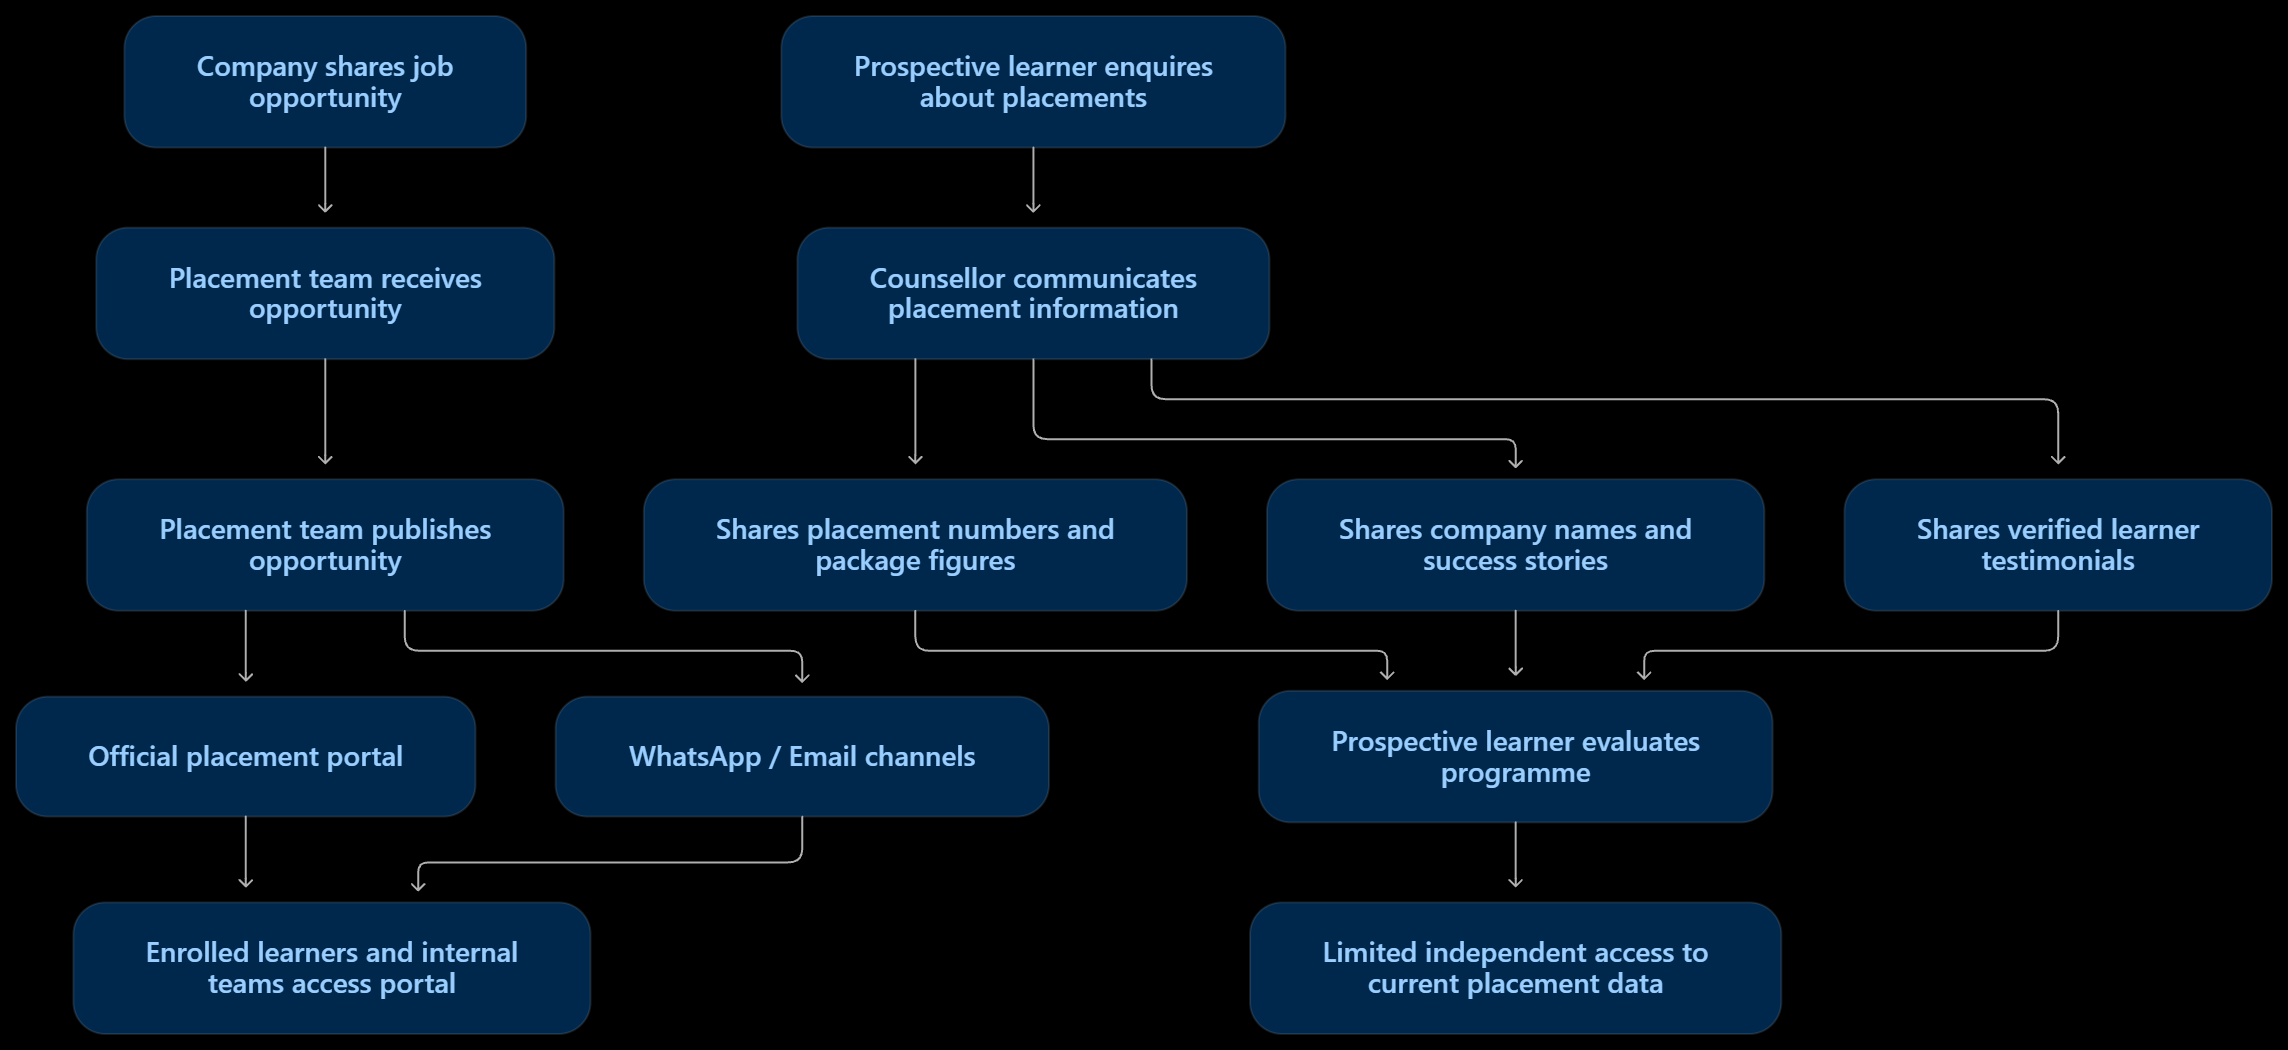 Company shares job
opportunity
Prospective learner enquires
about placements
Placement team receives
opportunity
Counsellor communicates
placement information
Placement team publishes
opportunity
Shares placement numbers and
package figures
Shares company names and
success stories
Shares verified learner
testimonials
Official placement portal
WhatsApp / Email channels
Prospective learner evaluates
programme
Enrolled learners and internal
teams access portal
Limited independent access to
current placement data